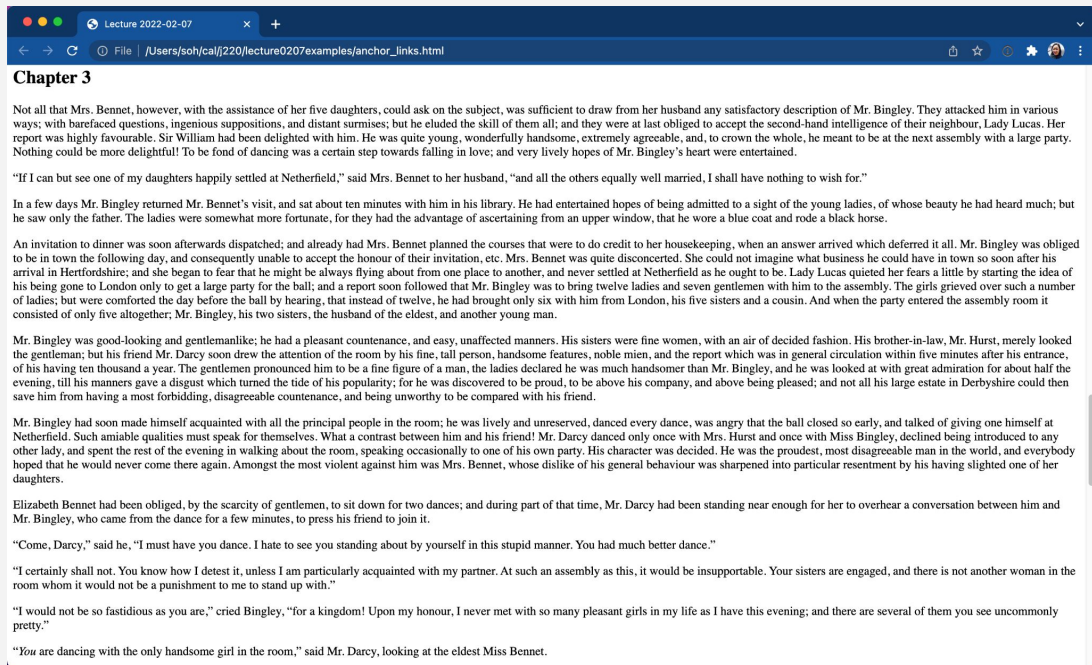 Lecture 2022-02-07
File | /Users/soh/cal/j220/lecture0207examples/anchor_links.html
Chapter 3
Not all that Mrs. Bennet, however, with the assistance of her five daughters, could ask on the subject, was sufficient to draw from her husband any satisfactory description of Mr. Bingley. They attacked him in various
ways; with barefaced questions, ingenious suppositions, and distant surmises; but he eluded the skill of them all; and they were at last obliged to accept the second-hand intelligence of their neighbour, Lady Lucas. Her
report was highly favourable. Sir William had been delighted with him. He was quite young, wonderfully handsome, extremely agreeable, and, to crown the whole, he meant to be at the next assembly with a large party.
Nothing could be more delightful! To be fond of dancing was a certain step towards falling in love; and very lively hopes of Mr. Bingley’s heart were entertained.
“If I can but see one of my daughters happily settled at Netherfield,” said Mrs. Bennet to her husband, “and all the others equally well married, I shall have nothing to wish for.”
In a few days Mr. Bingley returned Mr. Bennet’s visit, and sat about ten minutes with him in his library. He had entertained hopes of being admitted to a sight of the young ladies, of whose beauty he had heard much; but
he saw only the father. The ladies were somewhat more fortunate, for they had the advantage of ascertaining from an upper window, that he wore a blue coat and rode a black horse.
An invitation to dinner was soon afterwards dispatched; and already had Mrs. Bennet planned the courses that were to do credit to her housekeeping, when an answer arrived which deferred it all. Mr. Bingley was obliged
to be in town the following day, and consequently unable to accept the honour of their invitation, etc. Mrs. Bennet was quite disconcerted. She could not imagine what business he could have in town so soon after his
arrival in Hertfordshire; and she began to fear that he might be always flying about from one place to another, and never settled at Netherfield as he ought to be. Lady Lucas quieted her fears a little by starting the idea of
his being gone to London only to get a large party for the ball; and a report soon followed that Mr. Bingley was to bring twelve ladies and seven gentlemen with him to the assembly. The girls grieved over such a number
of ladies; but were comforted the day before the ball by hearing, that instead of twelve, he had brought only six with him from London, his five sisters and a cousin. And when the party entered the assembly room it
consisted of only five altogether; Mr. Bingley, his two sisters, the husband of the eldest, and another young man.
Mr. Bingley was good-looking and gentlemanlike; he had a pleasant countenance, and easy, unaffected manners. His sisters were fine women, with an air of decided fashion. His brother-in-law, Mr. Hurst, merely looked
the gentleman; but his friend Mr. Darcy soon drew the attention of the room by his fine, tall person, handsome features, noble mien, and the report which was in general circulation within five minutes after his entrance,
of his having ten thousand a year. The gentlemen pronounced him to be a fine figure of a man, the ladies declared he was much handsomer than Mr. Bingley, and he was looked at with great admiration for about half the
evening, till his manners gave a disgust which turned the tide of his popularity; for he was discovered to be proud, to be above his company, and above being pleased; and not all his large estate in Derbyshire could then
save him from having a most forbidding, disagreeable countenance, and being unworthy to be compared with his friend.
Mr. Bingley had soon made himself acquainted with all the principal people in the room; he was lively and unreserved, danced every dance, was angry that the ball closed so early, and talked of giving one himself at
Netherfield. Such amiable qualities must speak for themselves. What a contrast between him and his friend! Mr. Darcy danced only once with Mrs. Hurst and once with Miss Bingley, declined being introduced to any
other lady, and spent the rest of the evening in walking about the room, speaking occasionally to one of his own party. His character was decided. He was the proudest, most disagreeable man in the world, and everybody
hoped that he would never come there again. Amongst the most violent against him was Mrs. Bennet, whose dislike of his general behaviour was sharpened into particular resentment by his having slighted one of her
daughters.
Elizabeth Bennet had been obliged, by the scarcity of gentlemen, to sit down for two dances; and during part of that time, Mr. Darcy had been standing near enough for her to overhear a conversation between him and
Mr. Bingley, who came from the dance for a few minutes, to press his friend to join it.
“Come, Darcy,” said he, “I must have you dance. I hate to see you standing about by yourself in this stupid manner. You had much better dance.”
“I certainly shall not. You know how I detest it, unless I am particularly acquainted with my partner. At such an assembly as this, it would be insupportable. Your sisters are engaged, and there is not another woman in the
room whom it would not be a punishment to me to stand up with.”
“I would not be so fastidious as you are,” cried Bingley, “for a kingdom! Upon my honour, I never met with so many pleasant girls in my life as I have this evening; and there are several of them you see uncommonly
pretty.”
“You are dancing with the only handsome girl in the room,” said Mr. Darcy, looking at the eldest Miss Bennet.